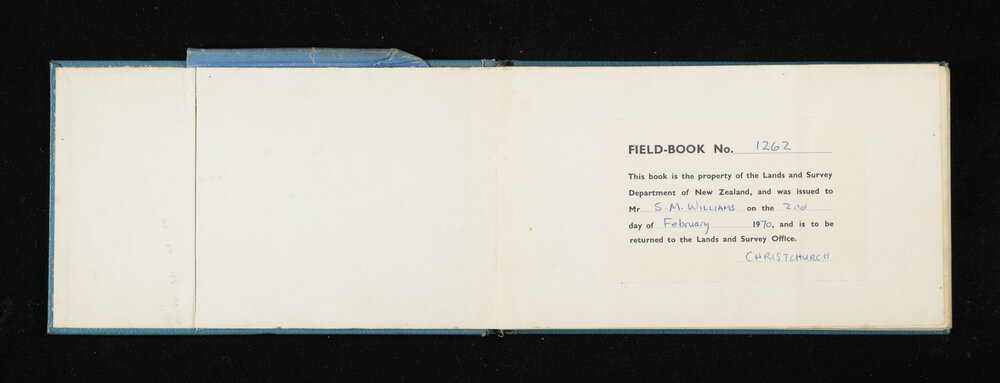 FIELD-BOOK No. 1262
This book is the property of the Lands and Survey
Department of New Zealand, and was issued to
Mr S. M. WILLIAMS on the 2nd
day of February 1970, and is to be
returned to the Lands and Survey Office.
CHRISTCHURCH